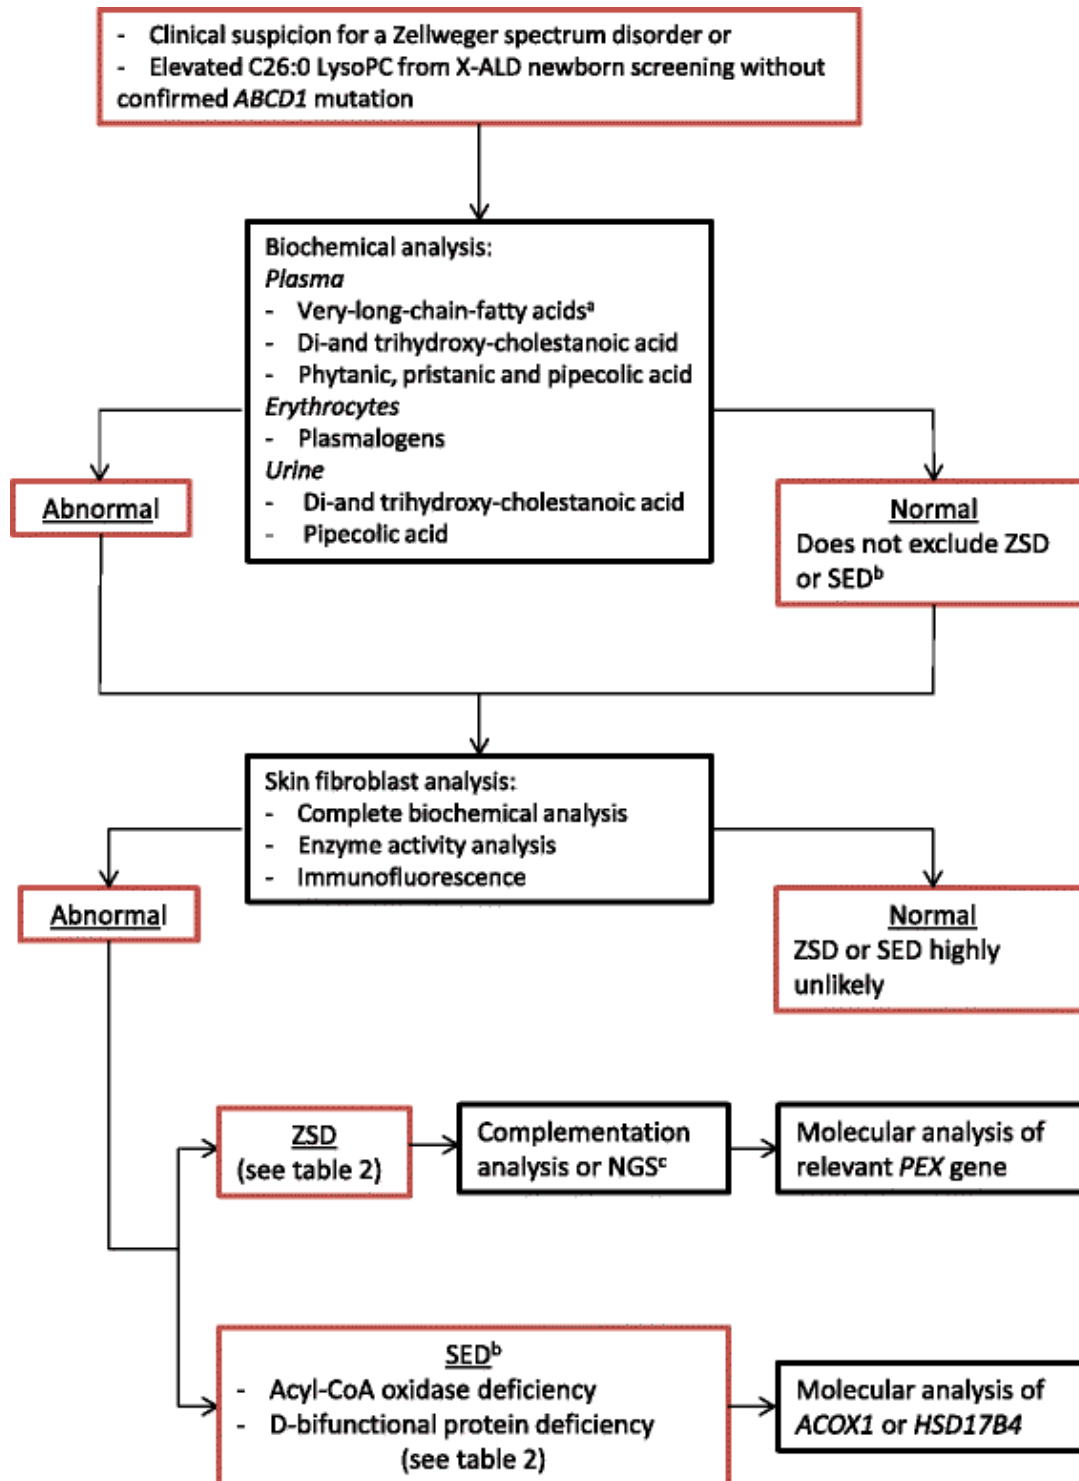 - Clinical suspicion for a Zellweger spectrum disorder or
- Elevated C26:0 LysoPC from X-ALD newborn screening without
confirmed ABCD1 mutation
Biochemical analysis:
Plasma
- Very-long-chain-fatty acidsᵃ
- Di-and trihydroxy-cholestanoic acid
- Phytanic, pristanic and pipecolic acid
Erythrocytes
- Plasmalogens
Urine
- Di-and trihydroxy-cholestanoic acid
- Pipecolic acid
Abnormal
Normal
Does not exclude ZSD
or SEDᵇ
Skin fibroblast analysis:
- Complete biochemical analysis
- Enzyme activity analysis
- Immunofluorescence
Abnormal
Normal
ZSD or SED highly
unlikely
ZSD
(see table 2)
Complementation
analysis or NGSᶜ
Molecular analysis of
relevant PEX gene
SEDᵇ
- Acyl-CoA oxidase deficiency
- D-bifunctional protein deficiency
(see table 2)
Molecular analysis of
ACOX1 or HSD17B4